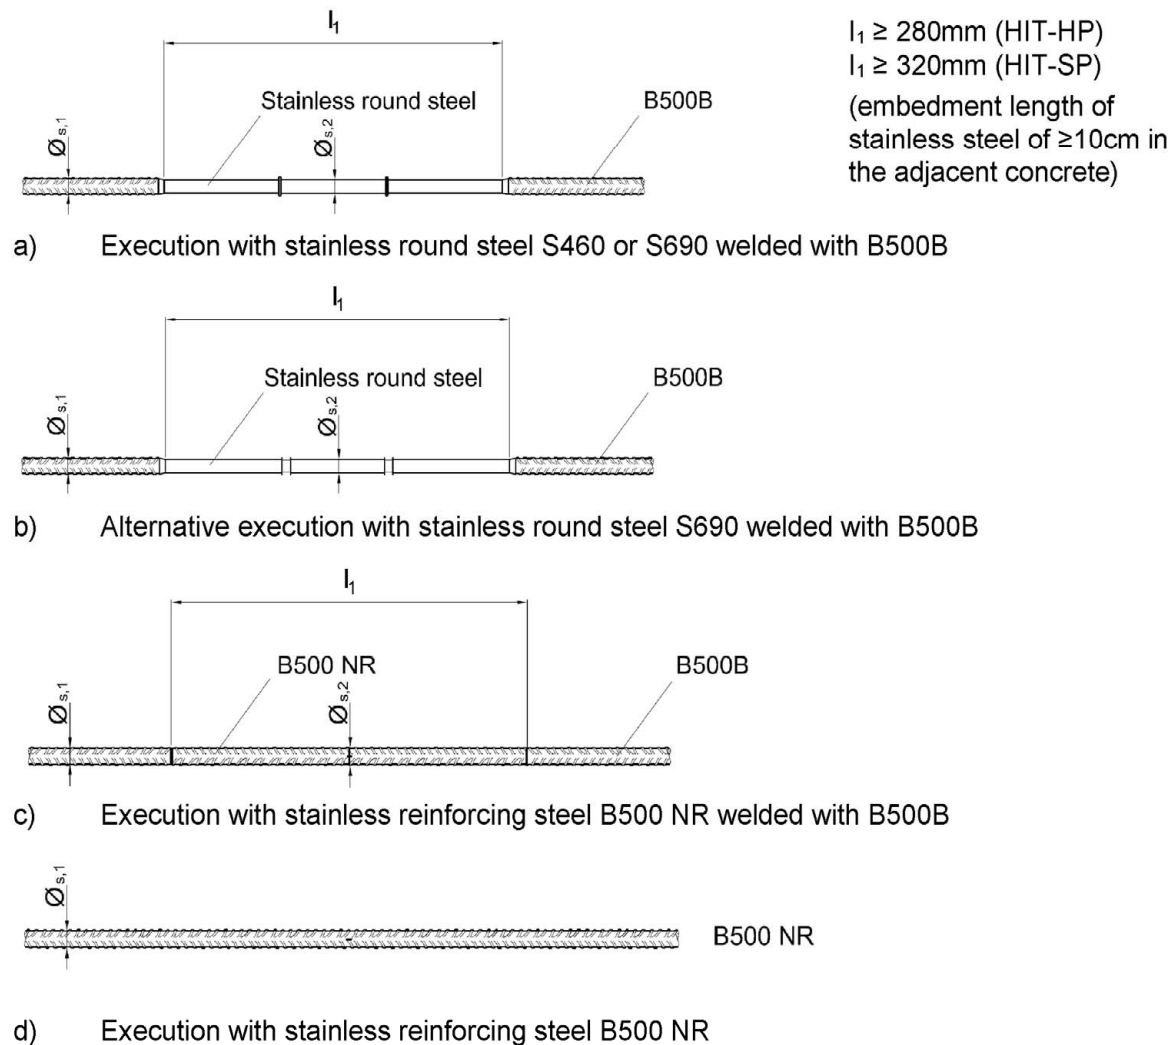 l₁
l₁ ≥ 280mm (HIT-HP)
l₁ ≥ 320mm (HIT-SP)
(embedment length of
stainless steel of ≥10cm in
the adjacent concrete)
Stainless round steel
B500B
Øs,1
Øs,2
a) Execution with stainless round steel S460 or S690 welded with B500B
l₁
Stainless round steel
B500B
Øs,1
Øs,2
b) Alternative execution with stainless round steel S690 welded with B500B
l₁
B500 NR
B500B
Øs,1
Øs,2
c) Execution with stainless reinforcing steel B500 NR welded with B500B
Øs,1
B500 NR
d) Execution with stainless reinforcing steel B500 NR